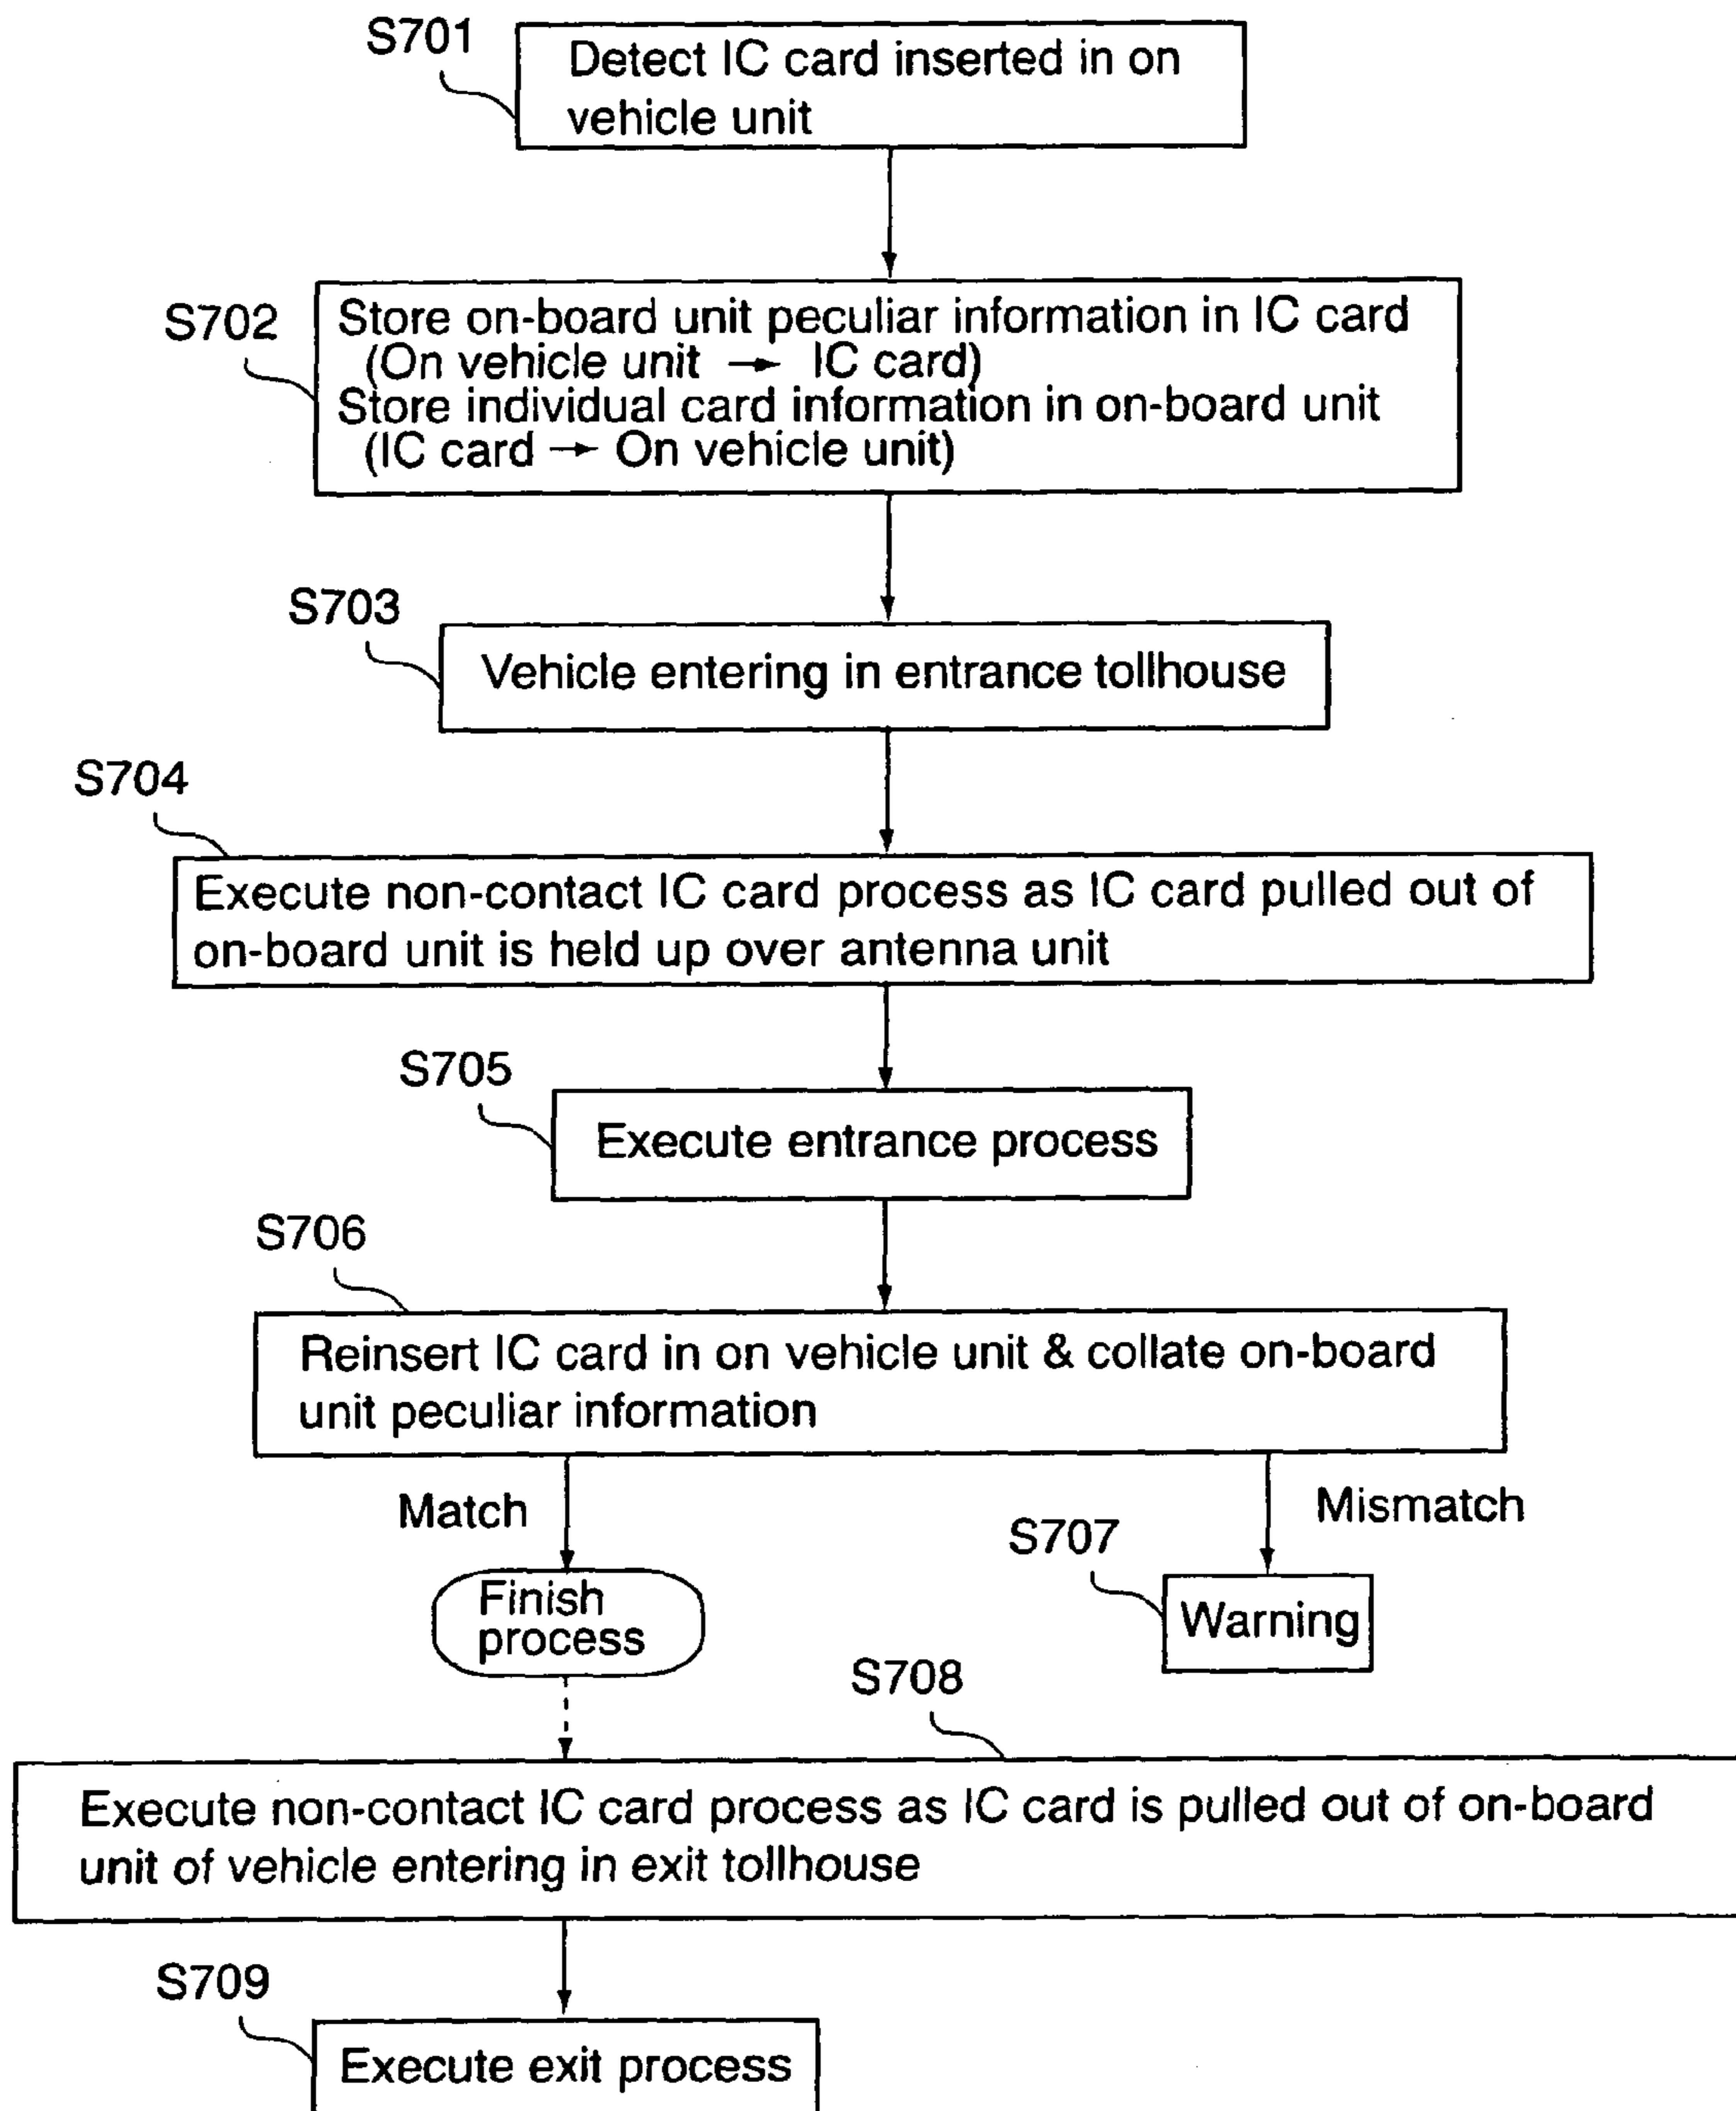 S701
Detect IC card inserted in on
vehicle unit
S702
Store on-board unit peculiar information in IC card
(On vehicle unit → IC card)
Store individual card information in on-board unit
(IC card → On vehicle unit)
S703
Vehicle entering in entrance tollhouse
S704
Execute non-contact IC card process as IC card pulled out of
on-board unit is held up over antenna unit
S705
Execute entrance process
S706
Reinsert IC card in on vehicle unit & collate on-board
unit peculiar information
Match
Mismatch
S707
Finish
process
Warning
S708
Execute non-contact IC card process as IC card is pulled out of on-board
unit of vehicle entering in exit tollhouse
S709
Execute exit process